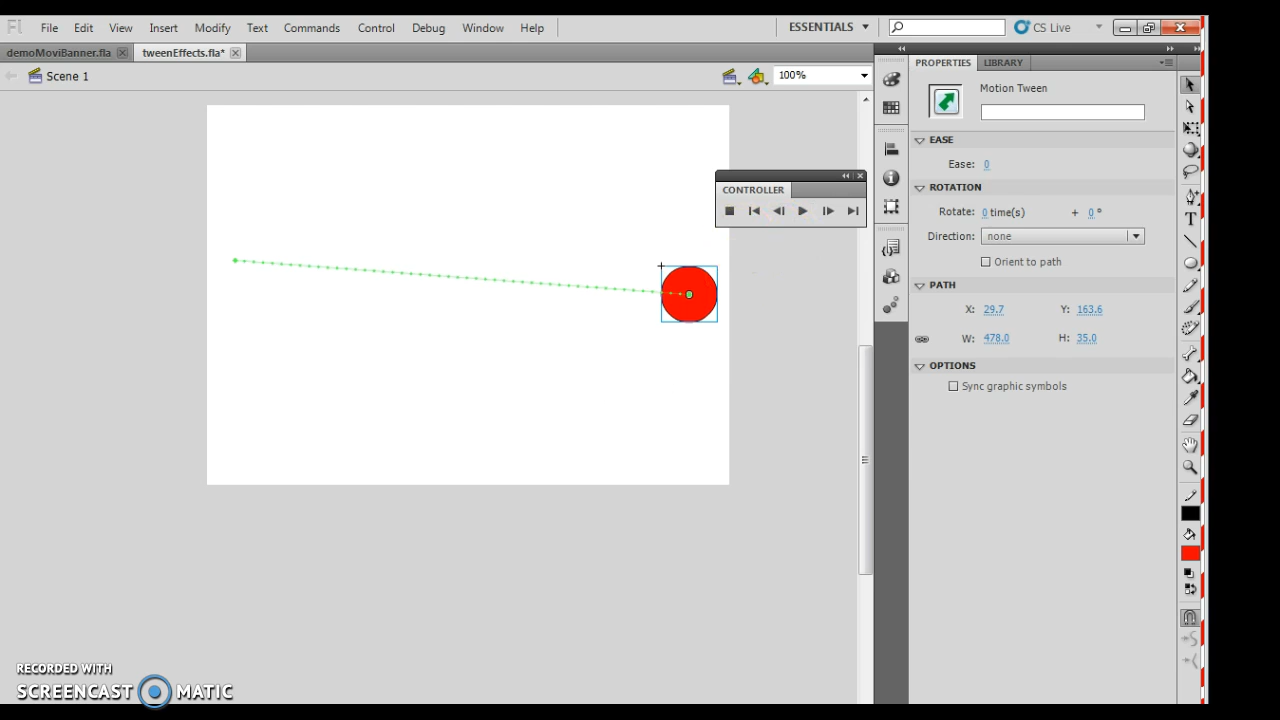 Fl File Edit View Insert Modify Text Commands Control Debug Window Help ESSENTIALS CS Live
demoMoviBanner.fla tweenEffects.fla*
Scene 1 100%
PROPERTIES LIBRARY
Motion Tween
EASE
Ease: 0
CONTROLLER
ROTATION
Rotate: 0 time(s) + 0 °
Direction: none
Orient to path
PATH
X: 29.7 Y: 163.6
W: 478.0 H: 35.0
OPTIONS
Sync graphic symbols
RECORDED WITH
SCREENCAST MATIC